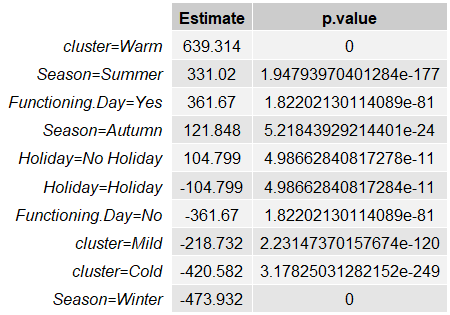 Estimate p.value
cluster=Warm 639.314 0
Season=Summer 331.02 1.94793970401284e-177
Functioning.Day=Yes 361.67 1.82202130114089e-81
Season=Autumn 121.848 5.21843929214401e-24
Holiday=No Holiday 104.799 4.98662840817278e-11
Holiday=Holiday -104.799 4.98662840817284e-11
Functioning.Day=No -361.67 1.82202130114089e-81
cluster=Mild -218.732 2.23147370157674e-120
cluster=Cold -420.582 3.17825031282152e-249
Season=Winter -473.932 0